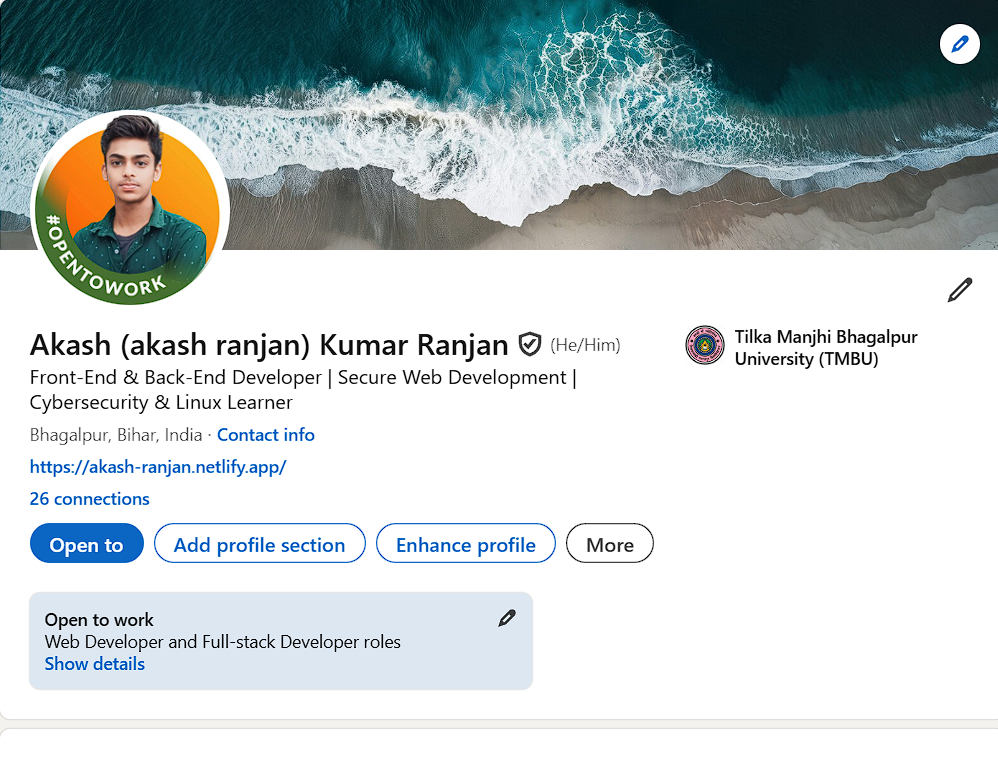 #OPENTOWORK
Akash (akash ranjan) Kumar Ranjan (He/Him)
Front-End & Back-End Developer | Secure Web Development |
Cybersecurity & Linux Learner
Bhagalpur, Bihar, India · Contact info
https://akash-ranjan.netlify.app/
26 connections
Tilka Manjhi Bhagalpur
University (TMBU)
Open to
Add profile section
Enhance profile
More
Open to work
Web Developer and Full-stack Developer roles
Show details